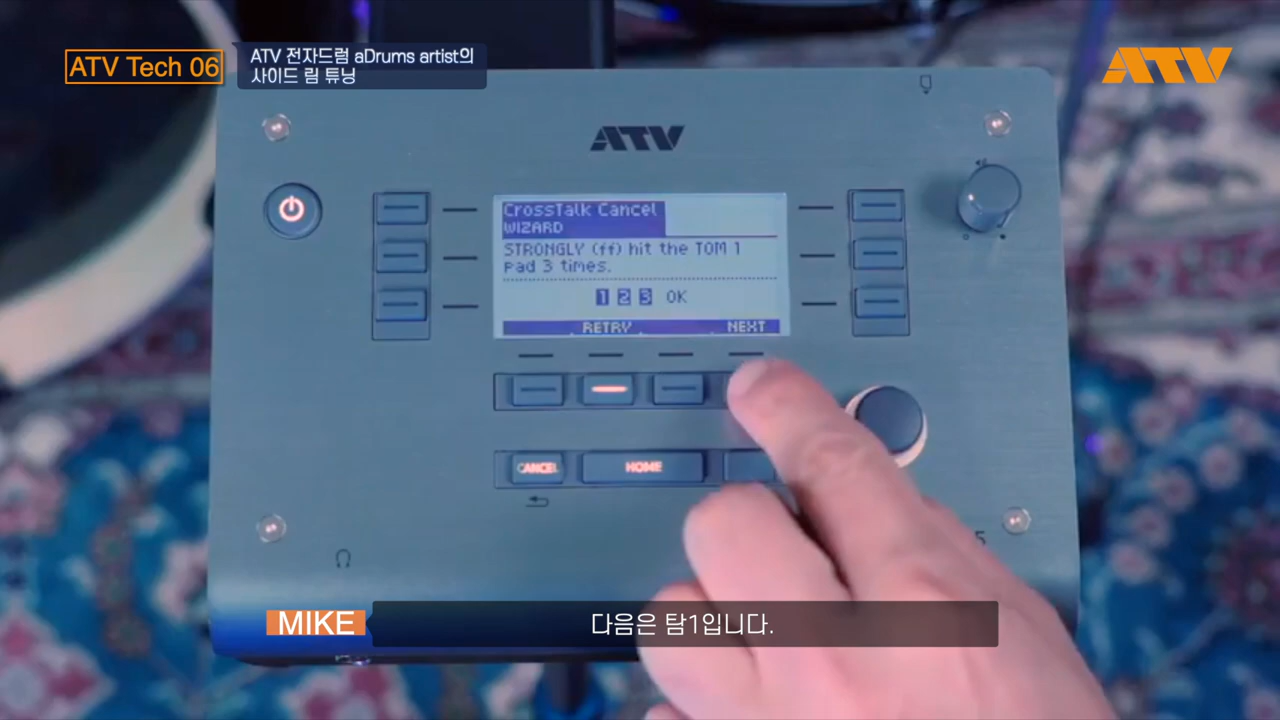 ATV Tech 06
ATV 전자드럼 aDrums artist의
사이드 림 튜닝
ATV
ATV
CrossTalk Cancel
WIZARD
STRONGLY (ff) hit the TOM 1
pad 3 times.
1 2 3 OK
RETRY NEXT
CANCEL HOME
S
MIKE
다음은 탐1입니다.